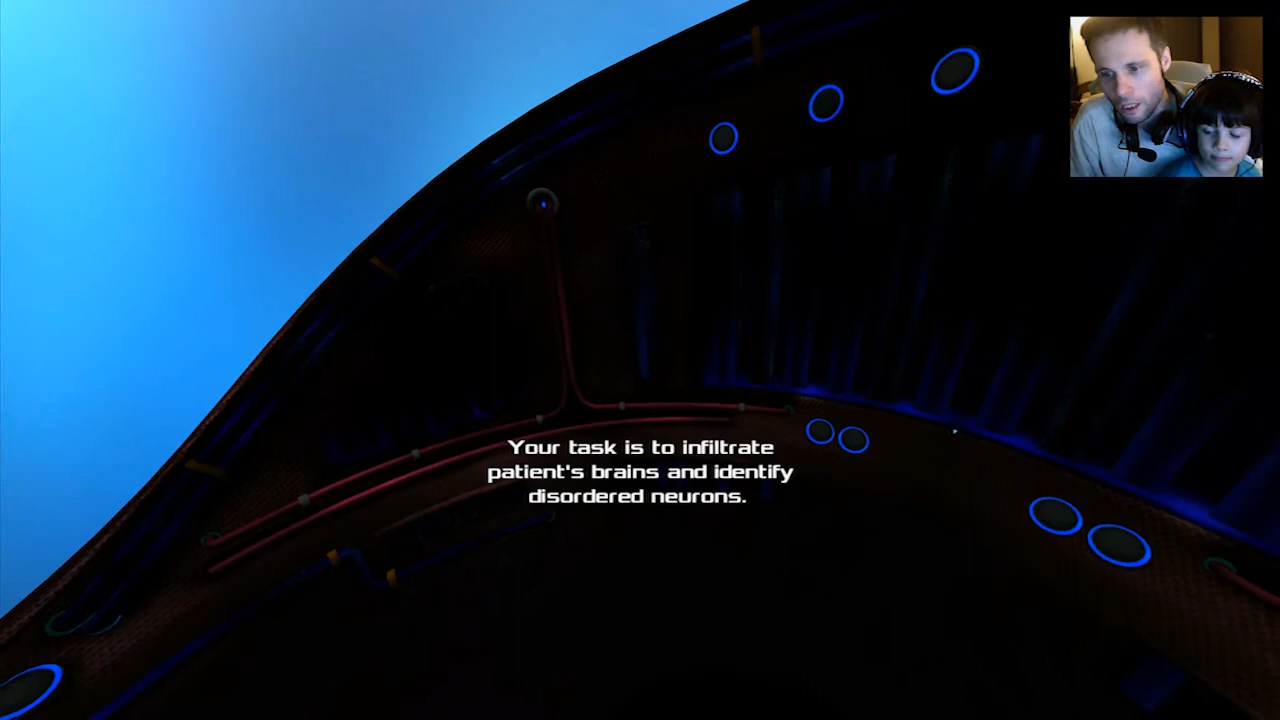 Your task is to infiltrate
patient's brains and identify
disordered neurons.